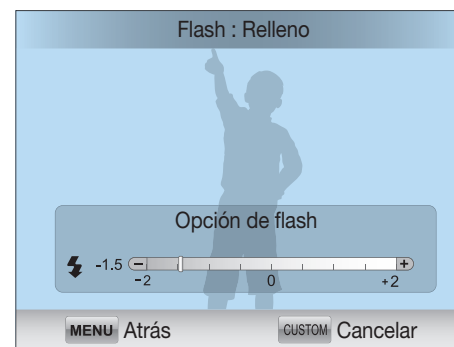 Flash : Relleno
Opción de flash
-1.5
-2 0 +2
MENU Atrás CUSTOM Cancelar